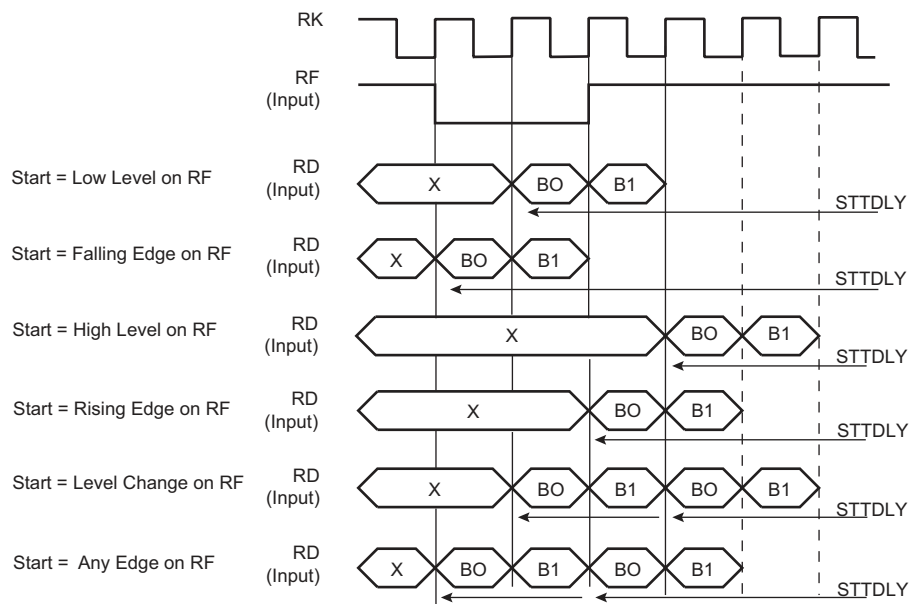 RK
RF
(Input)
Start = Low Level on RF
RD
(Input)
X
BO
B1
STTDLY
Start = Falling Edge on RF
RD
(Input)
X
BO
B1
STTDLY
Start = High Level on RF
RD
(Input)
X
BO
B1
STTDLY
Start = Rising Edge on RF
RD
(Input)
X
BO
B1
STTDLY
Start = Level Change on RF
RD
(Input)
X
BO
B1
BO
B1
STTDLY
Start = Any Edge on RF
RD
(Input)
X
BO
B1
BO
B1
STTDLY